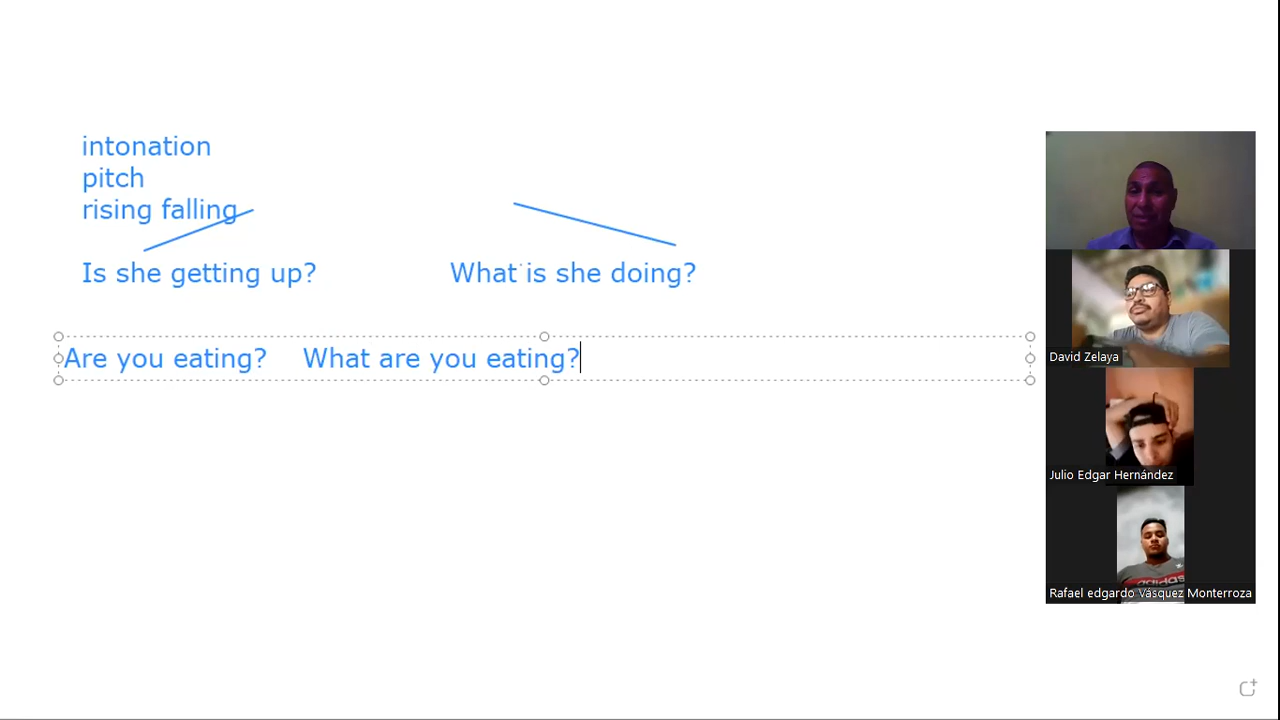 intonation
pitch
rising falling
Is she getting up? What is she doing?
Are you eating? What are you eating?
David Zelaya
Julio Edgar Hernández
adidas
Rafael edgardo Vásquez Monterroza